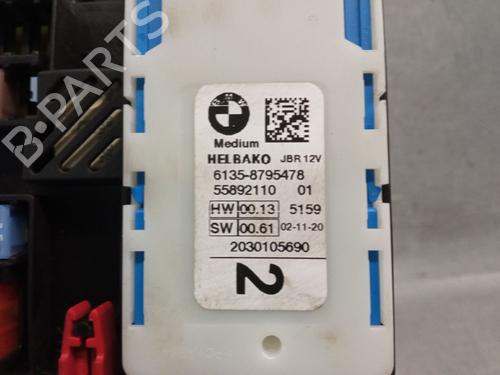 B-PARTS
BMW
Medium
HELBAKO JBR 12V
6135-8795478
55892110 01
HW 00.13 5159
SW 00.61 02-11-20
2030105690
2